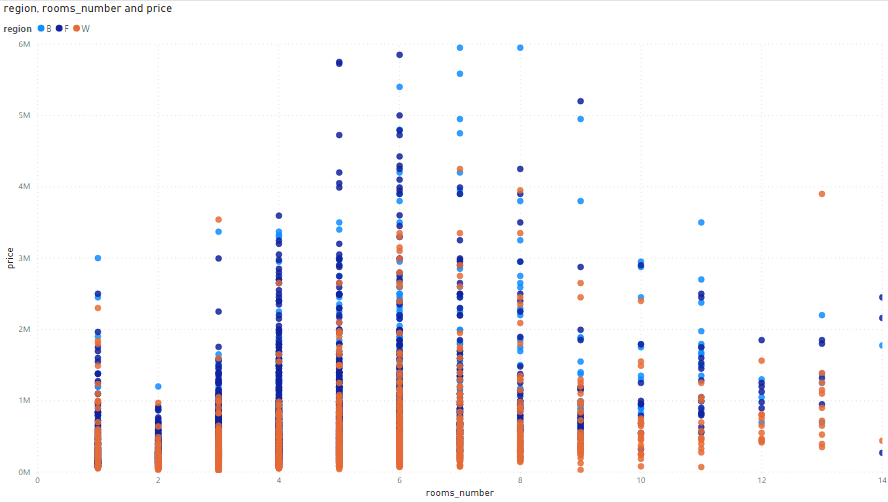 region, rooms_number and price
region B F W
6M
5M
4M
3M
2M
1M
0M
price
0 2 4 6 8 10 12 14
rooms_number